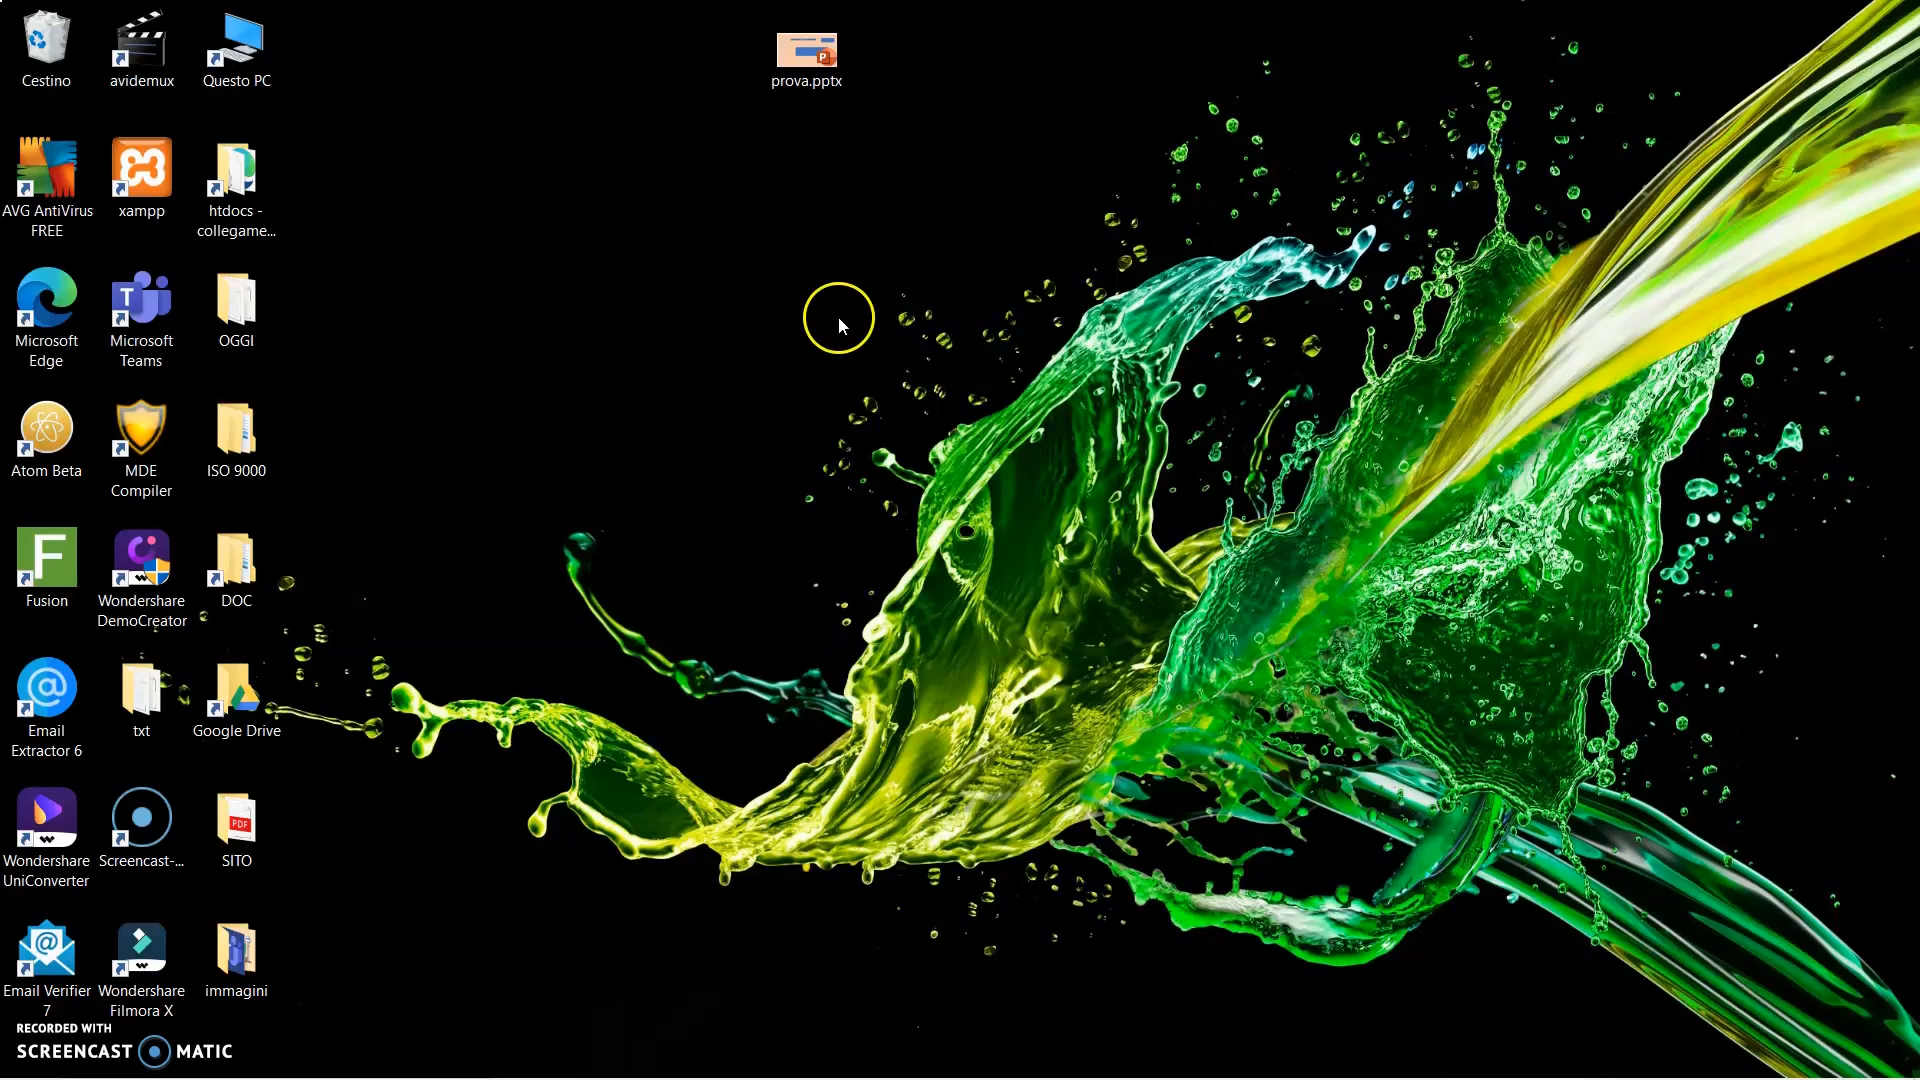 Cestino
avidemux
Questo PC
prova.pptx
AVG AntiVirus
FREE
xampp
htdocs -
collegame...
Microsoft
Edge
Microsoft
Teams
OGGI
Atom Beta
MDE
Compiler
ISO 9000
Fusion
Wondershare
DemoCreator
DOC
Email
Extractor 6
txt
Google Drive
Wondershare
UniConverter
Screencast-...
SITO
Email Verifier
7
Wondershare
Filmora X
immagini
RECORDED WITH
SCREENCAST MATIC